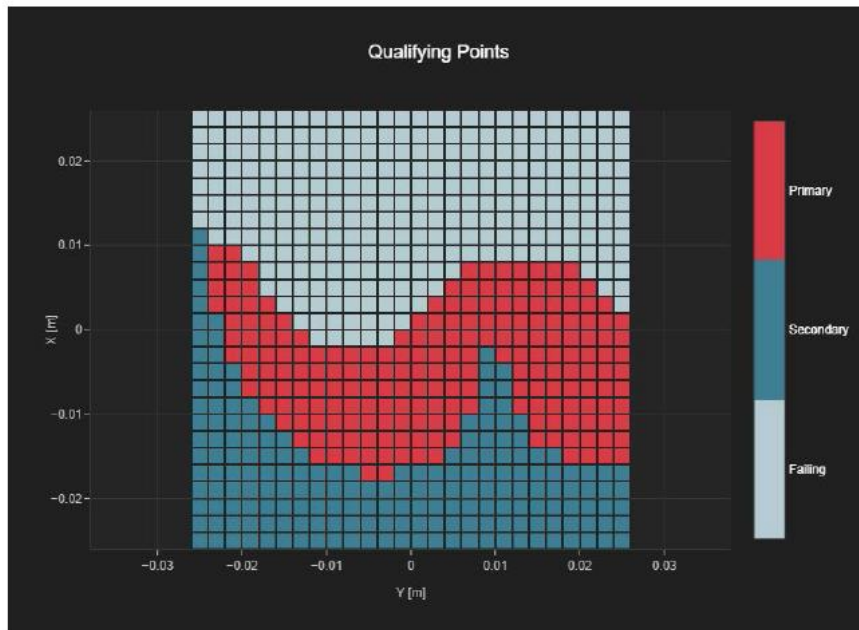 Qualifying Points
0.02
0.01
0
−0.01
−0.02
X [m]
−0.03
−0.02
−0.01
0
0.01
0.02
0.03
Y [m]
Primary
Secondary
Failing